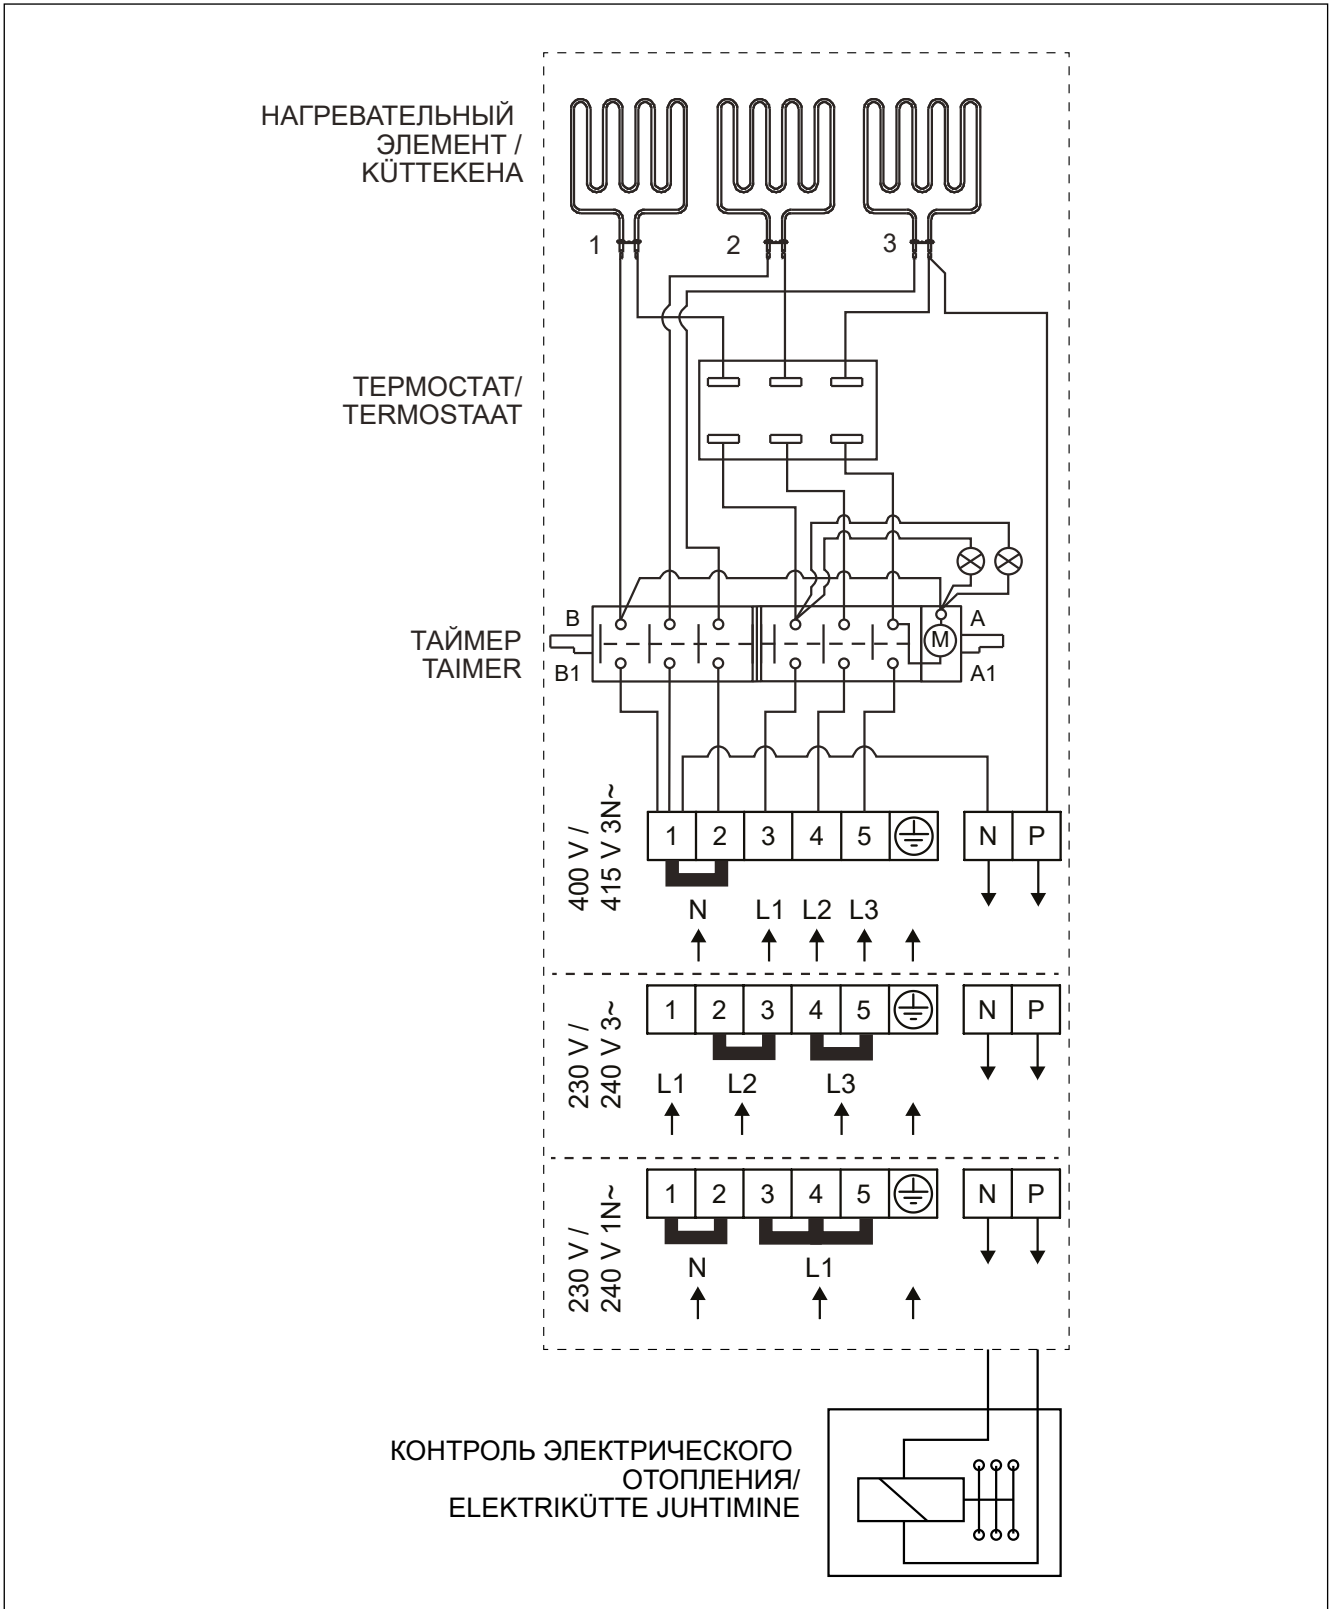 НАГРЕВАТЕЛЬНЫЙ
ЭЛЕМЕНТ /
KÜTTEKEHA
1 2 3
ТЕРМОСТАТ/
TERMOSTAAT
B A
M
ТАЙМЕР
TAIMER
B1 A1
400 V /
415 V 3N~
1 2 3 4 5 N P
N L1 L2 L3
230 V /
240 V 3~
1 2 3 4 5 N P
L1 L2 L3
230 V /
240 V 1N~
1 2 3 4 5 N P
N L1
КОНТРОЛЬ ЭЛЕКТРИЧЕСКОГО
ОТОПЛЕНИЯ/
ELEKTRIKÜTTE JUHTIMINE